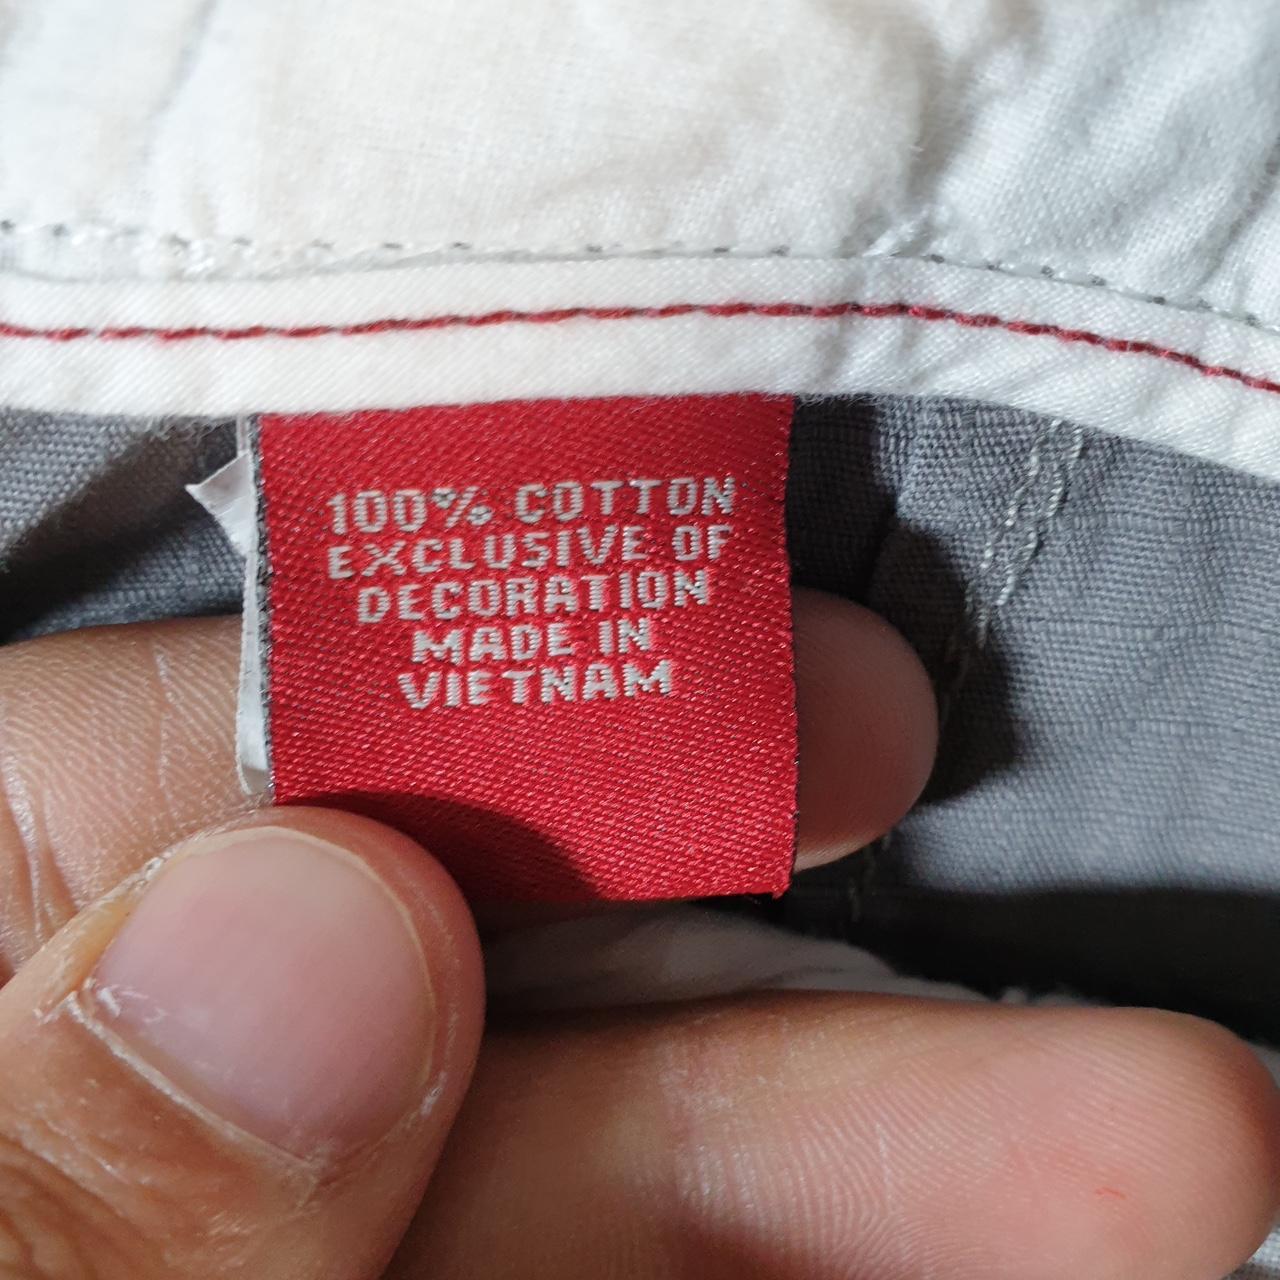 100% COTTON
EXCLUSIVE OF
DECORATION
MADE IN
VIETNAM